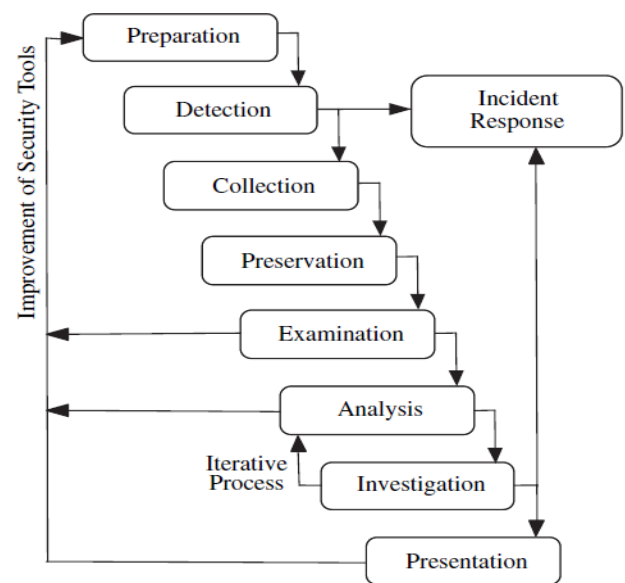 Preparation
Detection
Incident
Response
Collection
Preservation
Examination
Analysis
Iterative
Process
Investigation
Presentation
Improvement of Security Tools